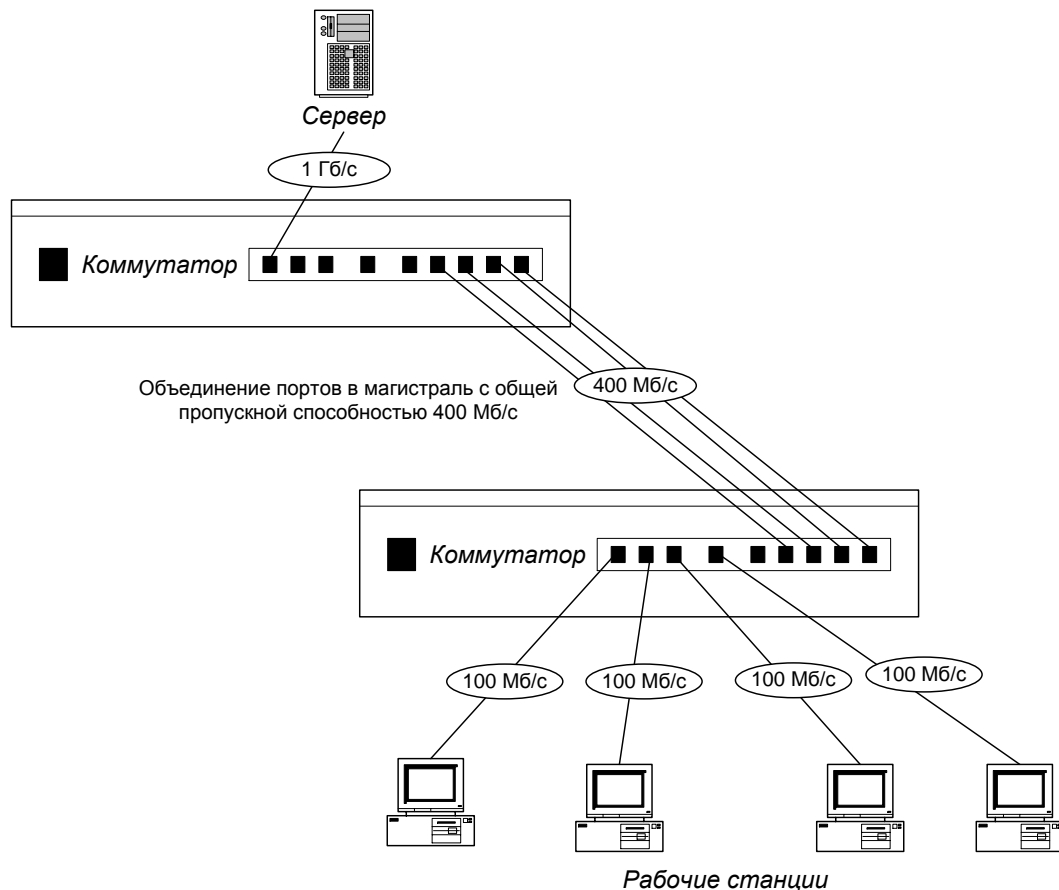 Сервер
1 Гб/с
Коммутатор
Объединение портов в магистраль с общей
пропускной способностью 400 Мб/с
400 Мб/с
Коммутатор
100 Мб/с
100 Мб/с
100 Мб/с
100 Мб/с
Рабочие станции